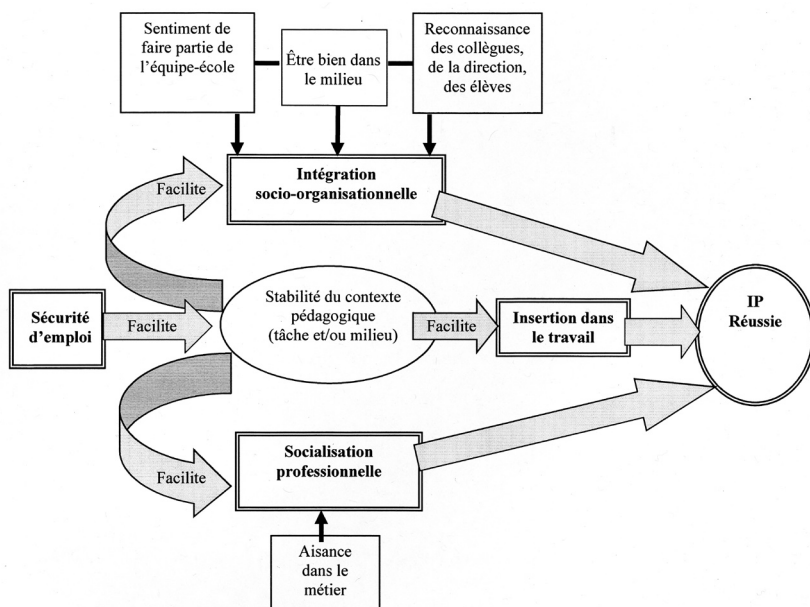 Sentiment de
faire partie de
l'équipe-école
Être bien dans
le milieu
Reconnaissance
des collègues,
de la direction,
des élèves
Intégration
socio-organisationnelle
Facilite
Sécurité
d'emploi
Facilite
Stabilité du contexte
pédagogique
(tâche et/ou milieu)
Facilite
Insertion dans
le travail
IP
Réussie
Facilite
Socialisation
professionnelle
Aisance
dans le
métier